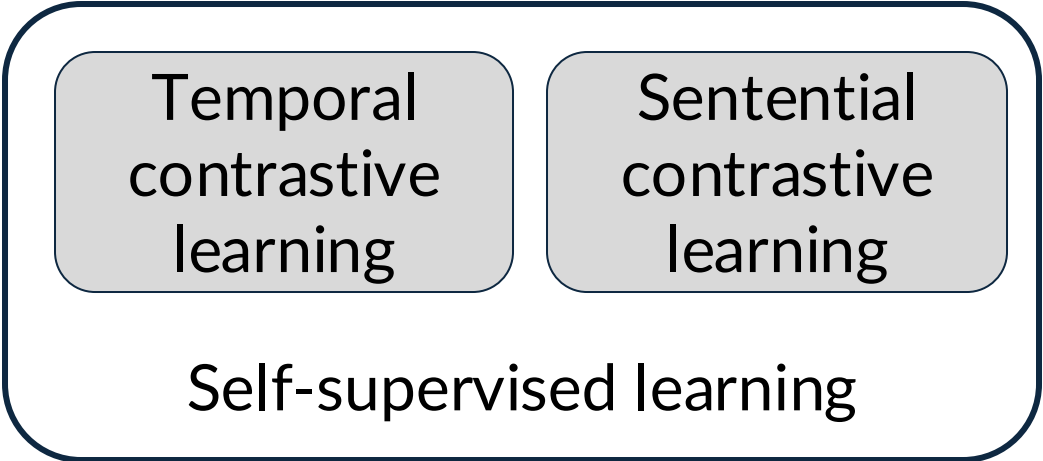 Temporal
contrastive
learning
Sentential
contrastive
learning
Self-supervised learning